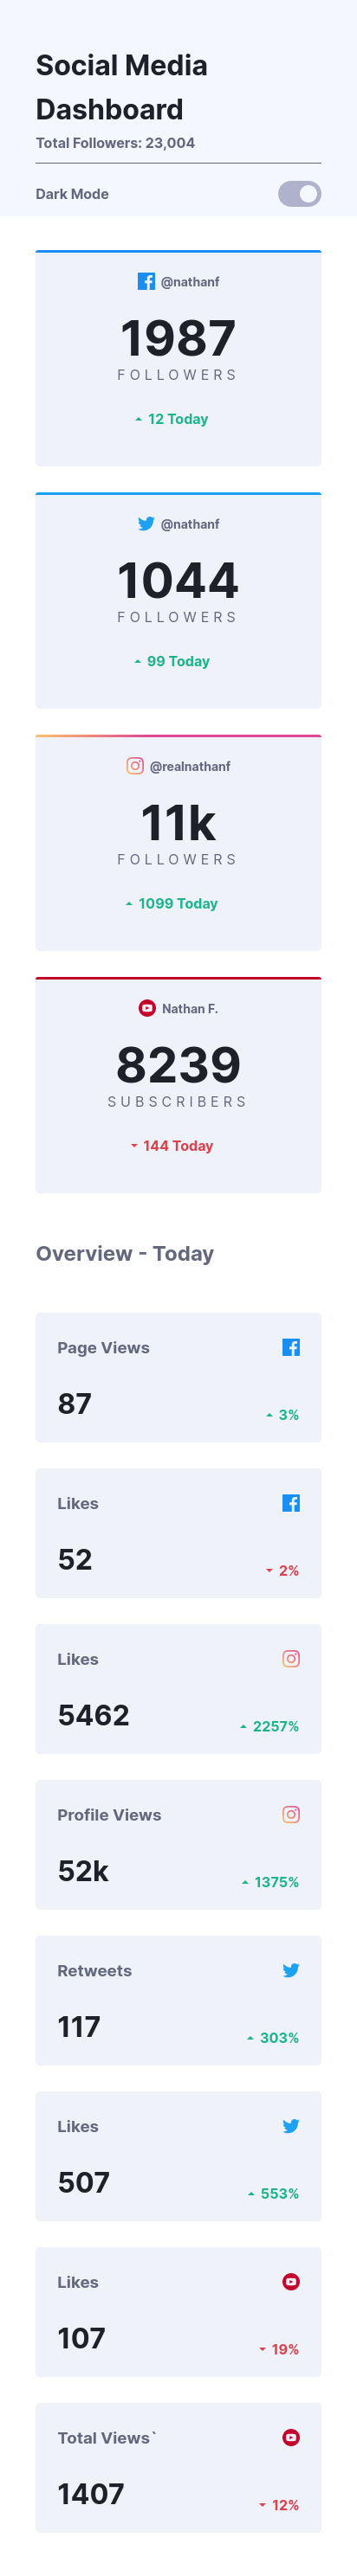 Social Media
Dashboard
Total Followers: 23,004
Dark Mode
@nathanf
1987
FOLLOWERS
12 Today
@nathanf
1044
FOLLOWERS
99 Today
@realnathanf
11k
FOLLOWERS
1099 Today
Nathan F.
8239
SUBSCRIBERS
144 Today
Overview - Today
Page Views
87
3%
Likes
52
2%
Likes
5462
2257%
Profile Views
52k
1375%
Retweets
117
303%
Likes
507
553%
Likes
107
19%
Total Views`
1407
12%